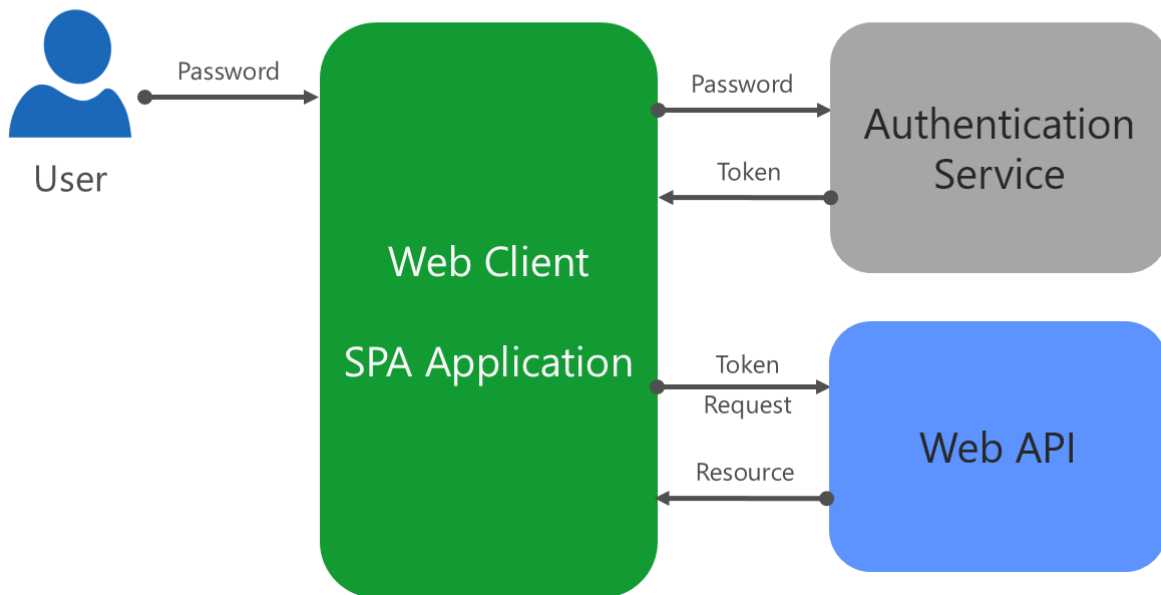 Password
User
Web Client
SPA Application
Password
Token
Authentication
Service
Token
Request
Resource
Web API